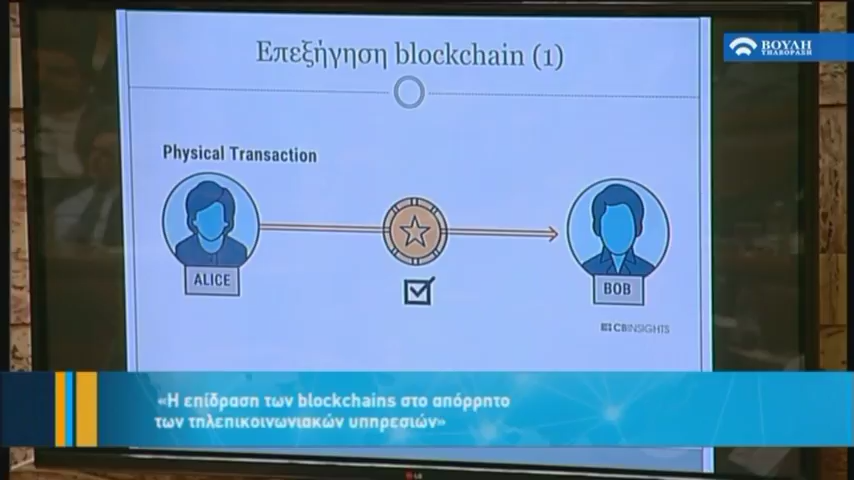 Επεξήγηση blockchain (1)
ΒΟΥΛΗ
ΤΗΛΕΟΡΑΣΗ
Physical Transaction
ALICE
BOB
CBINSIGHTS
«Η επίδραση των blockchains στο απόρρητο
των τηλεπικοινωνιακών υπηρεσιών»
LG